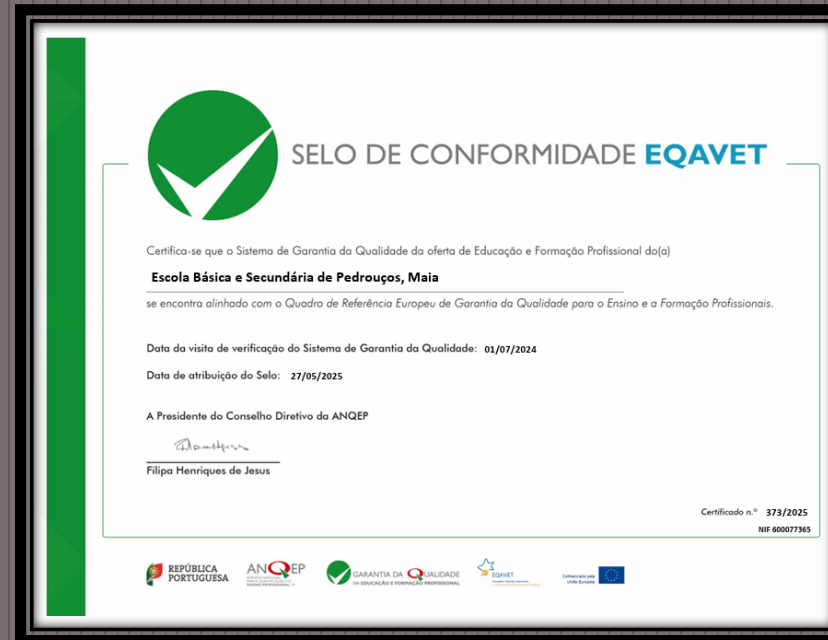 SELO DE CONFORMIDADE EQAVET
Certifica-se que o Sistema de Garantia da Qualidade da oferta de Educação e Formação Profissional do(a)
Escola Básica e Secundária de Pedrouços, Maia
se encontra alinhado com o Quadro de Referência Europeu de Garantia da Qualidade para o Ensino e a Formação Profissionais.
Data da visita de verificação do Sistema de Garantia da Qualidade: 01/07/2024
Data de atribuição do Selo: 27/05/2025
A Presidente do Conselho Diretivo da ANQEP
Filipa Henriques de Jesus
Certificado n.º 373/2025
NIF 600077365
REPÚBLICA
PORTUGUESA
ANQEP
GARANTIA DA QUALIDADE
NA EDUCAÇÃO E FORMAÇÃO PROFISSIONAL
EQAVET
Cofinanciado pela
União Europeia